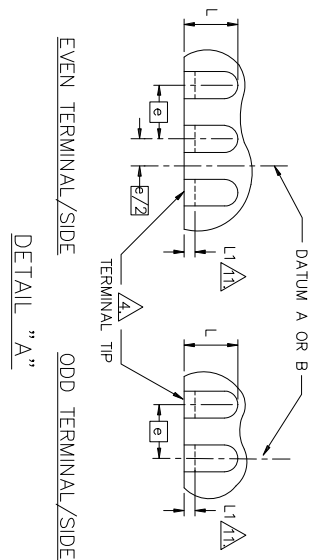 DATUM A OR B
L
L1 11.
e
e/2
4.
TERMINAL TIP
EVEN TERMINAL/SIDE
L
L1 11.
e
ODD TERMINAL/SIDE
DETAIL "A"